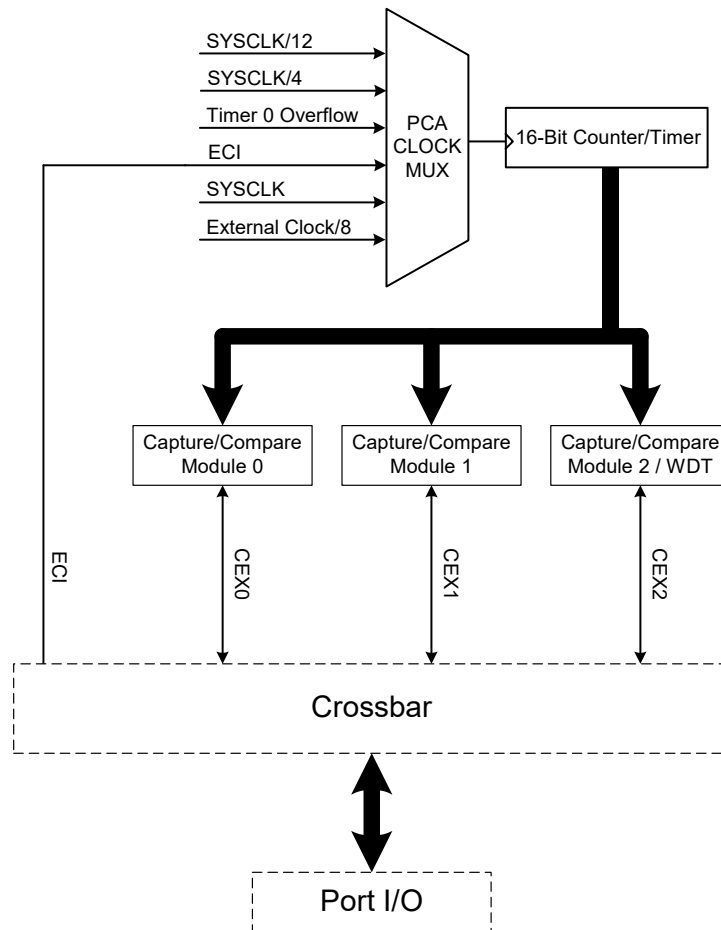 SYSCLK/12
SYSCLK/4
Timer 0 Overflow
ECI
SYSCLK
External Clock/8
PCA
CLOCK
MUX
16-Bit Counter/Timer
Capture/Compare
Module 0
Capture/Compare
Module 1
Capture/Compare
Module 2 / WDT
ECI
CEX0
CEX1
CEX2
Crossbar
Port I/O